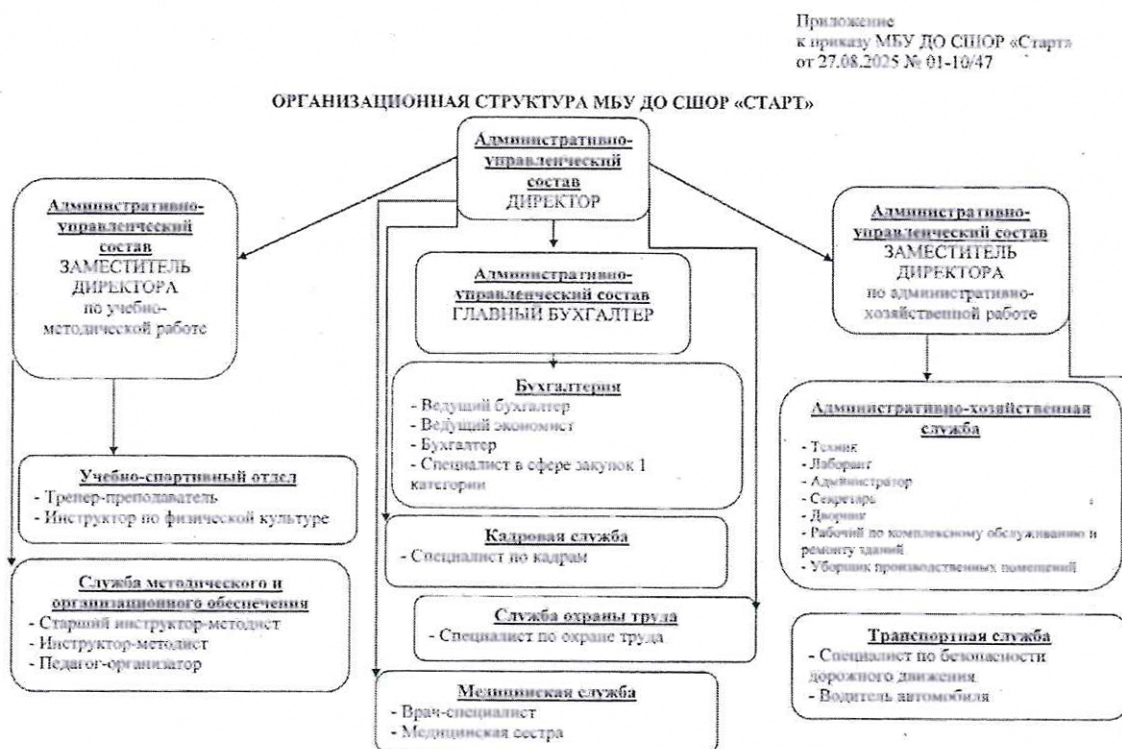 Приложение
к приказу МБУ ДО СШОР «Старт»
от 27.08.2025 № 01-10/47
ОРГАНИЗАЦИОННАЯ СТРУКТУРА МБУ ДО СШОР «СТАРТ»
Административно-
управленческий
состав
ДИРЕКТОР
Административно-
управленческий
состав
ЗАМЕСТИТЕЛЬ
ДИРЕКТОРА
по учебно-
методической работе
Административно-
управленческий состав
ГЛАВНЫЙ БУХГАЛТЕР
Административно-
управленческий состав
ЗАМЕСТИТЕЛЬ
ДИРЕКТОРА
по административно-
хозяйственной работе
Бухгалтерия
- Ведущий бухгалтер
- Ведущий экономист
- Бухгалтер
- Специалист в сфере закупок 1
категории
Административно-хозяйственная
служба
- Техник
- Лаборант
- Администратор
- Секретарь
- Дворник
- Рабочий по комплексному обслуживанию и
ремонту зданий
- Уборщик производственных помещений
Учебно-спортивный отдел
- Тренер-преподаватель
- Инструктор по физической культуре
Кадровая служба
- Специалист по кадрам
Служба методического и
организационного обеспечения
- Старший инструктор-методист
- Инструктор-методист
- Педагог-организатор
Служба охраны труда
- Специалист по охране труда
Транспортная служба
- Специалист по безопасности
дорожного движения
- Водитель автомобиля
Медицинская служба
- Врач-специалист
- Медицинская сестра